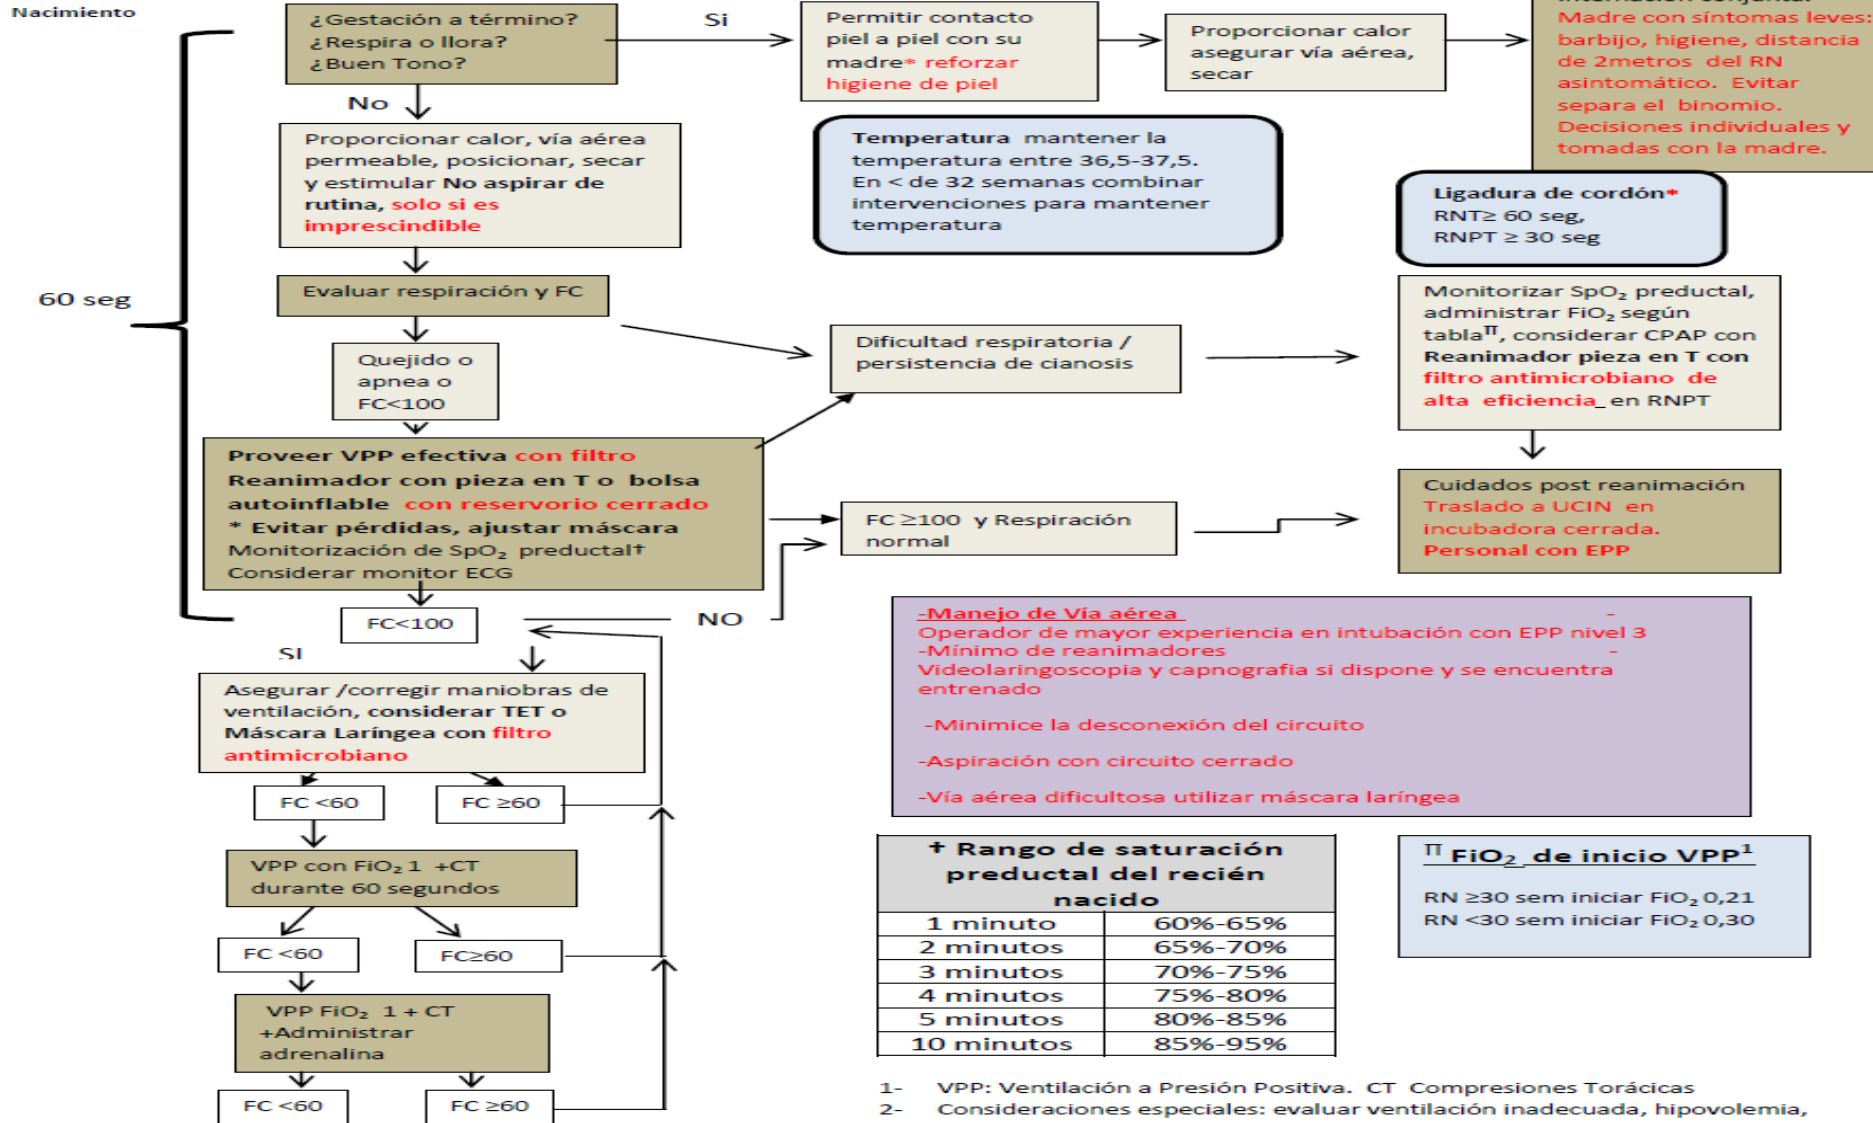 Nacimiento
¿Gestación a término?
¿Respira o llora?
¿Buen Tono?
Si
Permitir contacto
piel a piel con su
madre* reforzar
higiene de piel
Proporcionar calor
asegurar vía aérea,
secar
Madre con síntomas leves:
barbijo, higiene, distancia
de 2metros del RN
asintomático. Evitar
separa el binomio.
Decisiones individuales y
tomadas con la madre.
No
Proporcionar calor, vía aérea
permeable, posicionar, secar
y estimular No aspirar de
rutina, solo si es
imprescindible
Temperatura mantener la
temperatura entre 36,5-37,5.
En < de 32 semanas combinar
intervenciones para mantener
temperatura
Ligadura de cordón*
RNT≥ 60 seg,
RNPT ≥ 30 seg
60 seg
Evaluar respiración y FC
Quejido o
apnea o
FC<100
Dificultad respiratoria /
persistencia de cianosis
Monitorizar SpO₂ preductal,
administrar FiO₂ según
tablaᴨ, considerar CPAP con
Reanimador pieza en T con
filtro antimicrobiano de
alta eficiencia_ en RNPT
Proveer VPP efectiva con filtro
Reanimador con pieza en T o bolsa
autoinflable con reservorio cerrado
* Evitar pérdidas, ajustar máscara
Monitorización de SpO₂ preductal†
Considerar monitor ECG
FC ≥100 y Respiración
normal
Cuidados post reanimación
Traslado a UCIN en
incubadora cerrada.
Personal con EPP
FC<100
NO
SI
-Manejo de Vía aérea -
Operador de mayor experiencia en intubación con EPP nivel 3
-Mínimo de reanimadores -
Videolaringoscopia y capnografia si dispone y se encuentra
entrenado
-Minimice la desconexión del circuito
-Aspiración con circuito cerrado
-Vía aérea dificultosa utilizar máscara laríngea
Asegurar /corregir maniobras de
ventilación, considerar TET o
Máscara Laríngea con filtro
antimicrobiano
FC <60
FC ≥60
VPP con FiO₂ 1 +CT
durante 60 segundos
FC <60
FC≥60
VPP FiO₂ 1 + CT
+Administrar
adrenalina
FC <60
FC ≥60
† Rango de saturación
preductal del recién
nacido
1 minuto 60%-65%
2 minutos 65%-70%
3 minutos 70%-75%
4 minutos 75%-80%
5 minutos 80%-85%
10 minutos 85%-95%
ᴨ FiO₂ de inicio VPP¹
RN ≥30 sem iniciar FiO₂ 0,21
RN <30 sem iniciar FiO₂ 0,30
1- VPP: Ventilación a Presión Positiva. CT Compresiones Torácicas
2- Consideraciones especiales: evaluar ventilación inadecuada, hipovolemia,